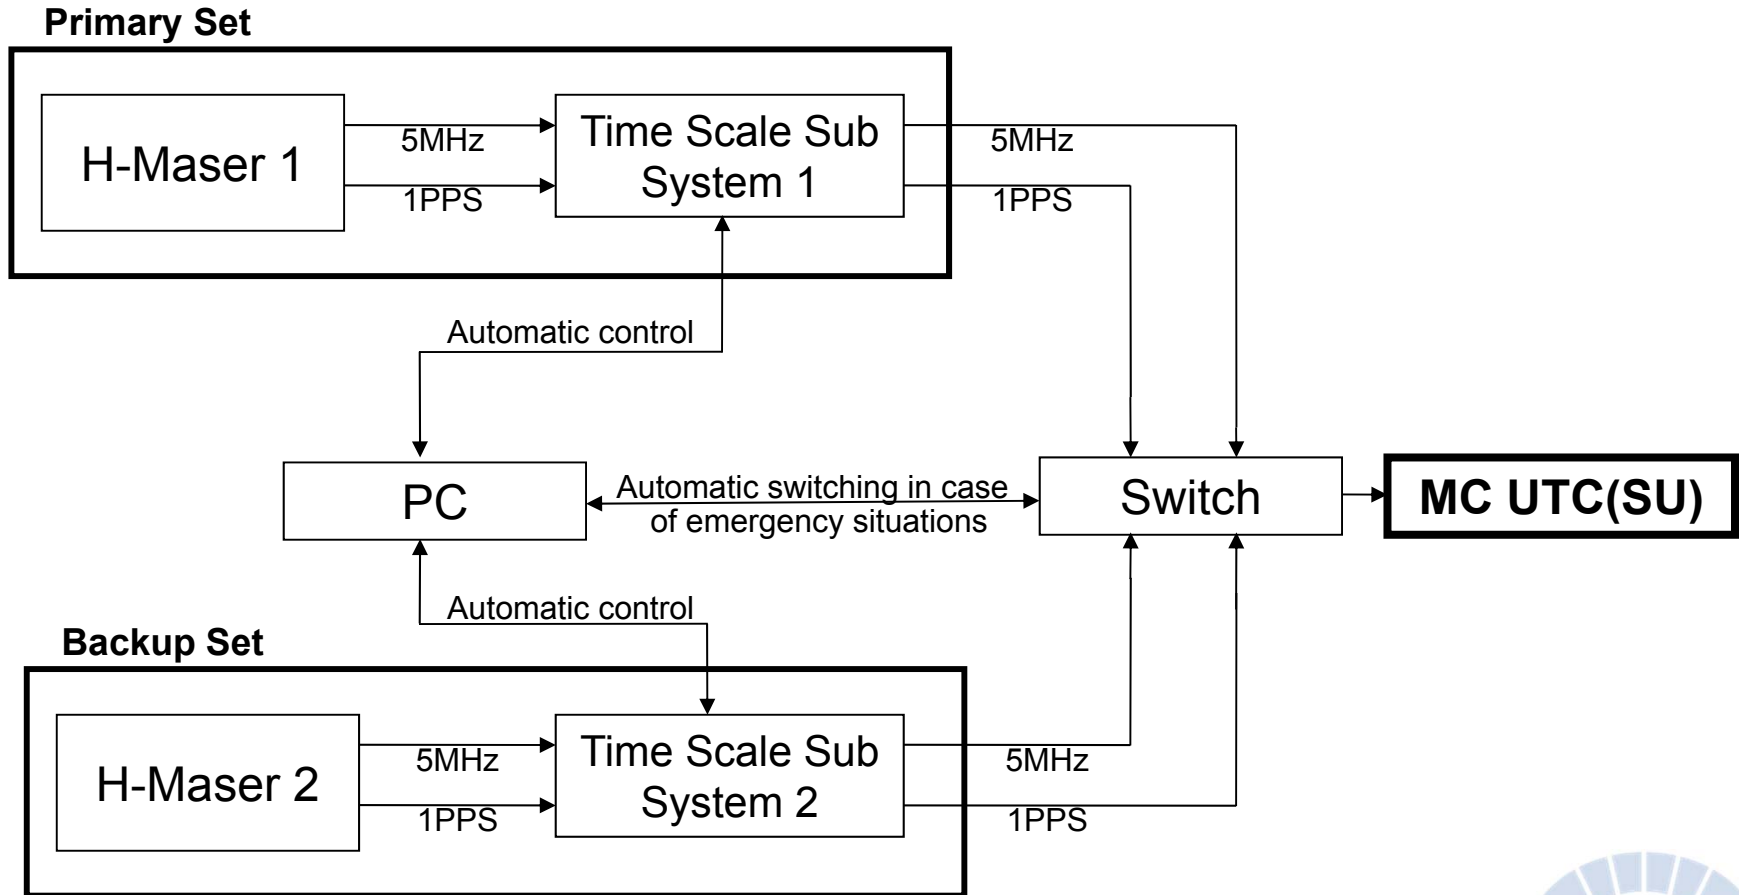 Primary Set
H-Maser 1
5MHz
1PPS
Time Scale Sub
System 1
5MHz
1PPS
Automatic control
PC
Automatic switching in case
of emergency situations
Switch
MC UTC(SU)
Automatic control
Backup Set
H-Maser 2
5MHz
1PPS
Time Scale Sub
System 2
5MHz
1PPS